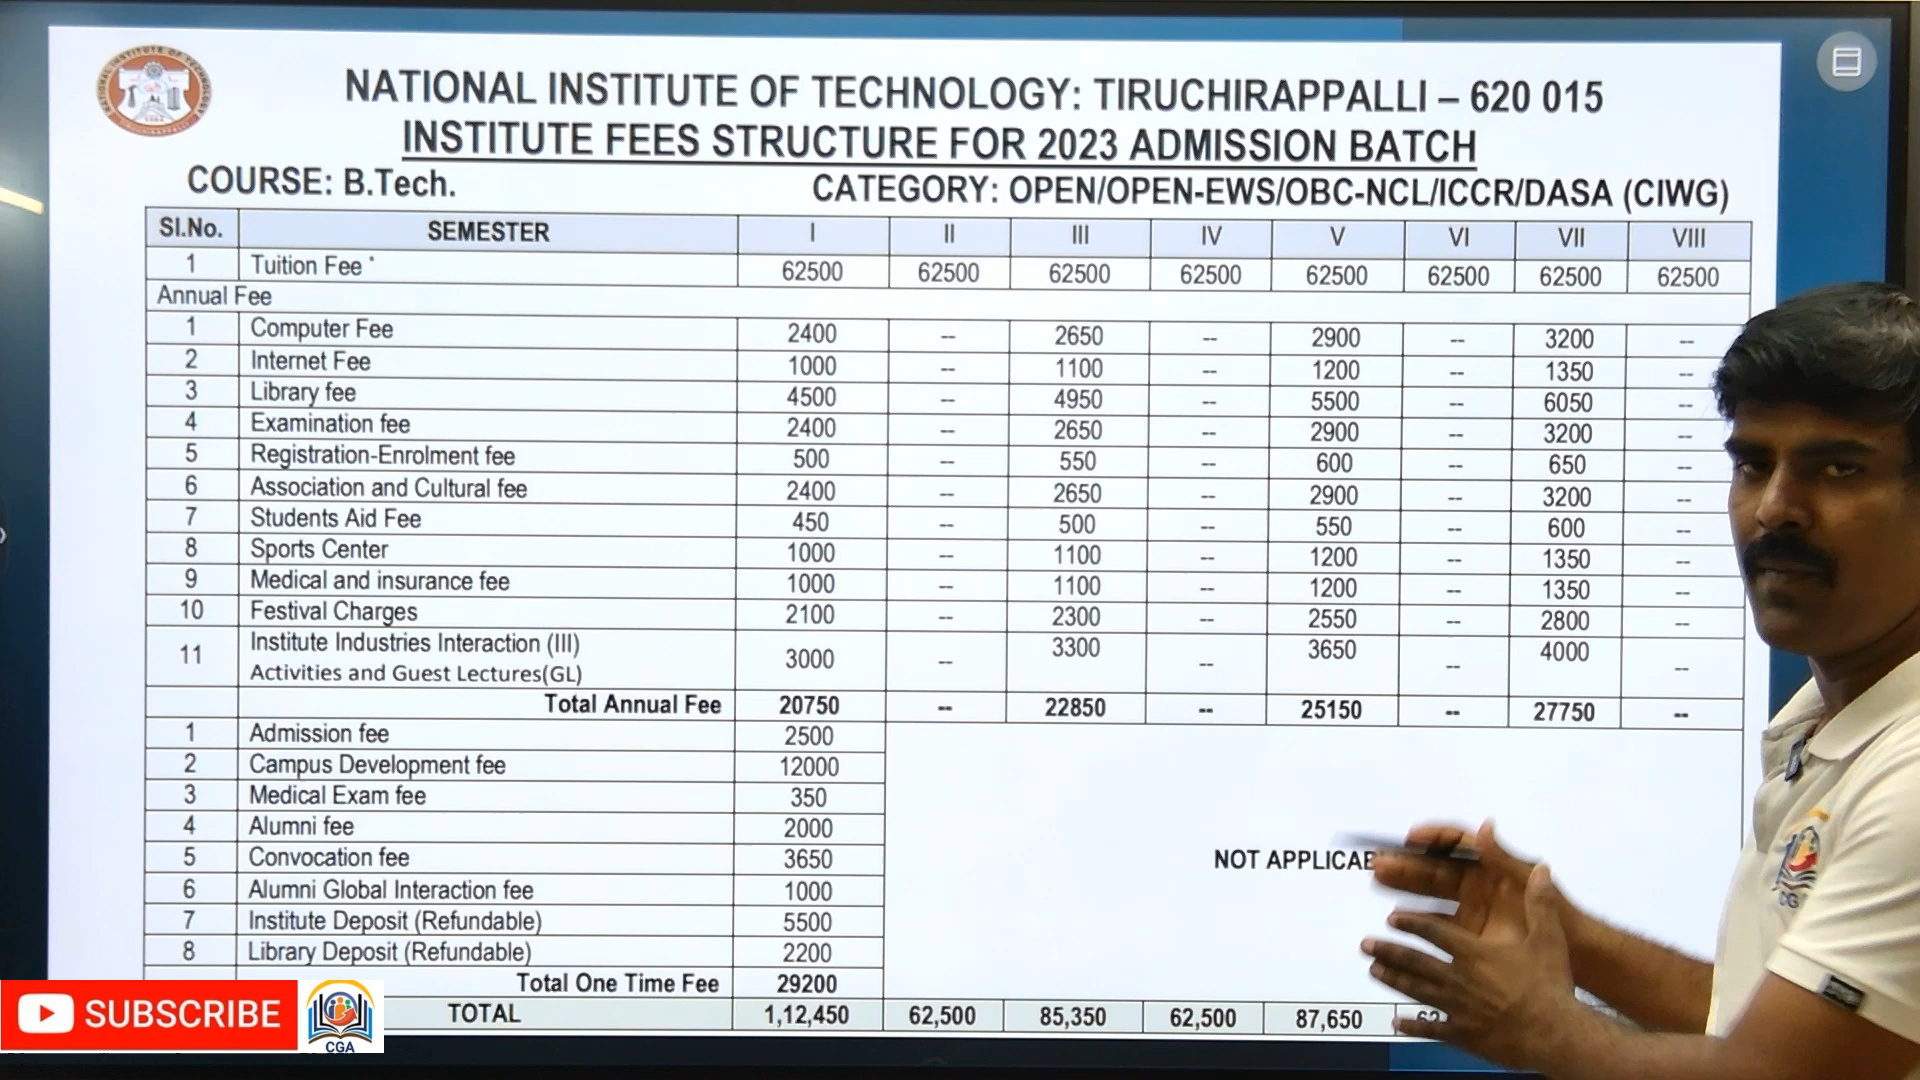 NATIONAL INSTITUTE OF TECHNOLOGY: TIRUCHIRAPPALLI – 620 015
INSTITUTE FEES STRUCTURE FOR 2023 ADMISSION BATCH
COURSE: B.Tech. CATEGORY: OPEN/OPEN-EWS/OBC-NCL/ICCR/DASA (CIWG)
Sl.No. SEMESTER I II III IV V VI VII VIII
1 Tuition Fee * 62500 62500 62500 62500 62500 62500 62500 62500
Annual Fee
1 Computer Fee 2400 -- 2650 -- 2900 -- 3200 --
2 Internet Fee 1000 -- 1100 -- 1200 -- 1350 --
3 Library fee 4500 -- 4950 -- 5500 -- 6050 --
4 Examination fee 2400 -- 2650 -- 2900 -- 3200 --
5 Registration-Enrolment fee 500 -- 550 -- 600 -- 650 --
6 Association and Cultural fee 2400 -- 2650 -- 2900 -- 3200 --
7 Students Aid Fee 450 -- 500 -- 550 -- 600 --
8 Sports Center 1000 -- 1100 -- 1200 -- 1350 --
9 Medical and insurance fee 1000 -- 1100 -- 1200 -- 1350 --
10 Festival Charges 2100 -- 2300 -- 2550 -- 2800 --
11 Institute Industries Interaction (III) 3000 -- 3300 -- 3650 -- 4000 --
Activities and Guest Lectures(GL)
Total Annual Fee 20750 -- 22850 -- 25150 -- 27750 --
1 Admission fee 2500
2 Campus Development fee 12000
3 Medical Exam fee 350
4 Alumni fee 2000
5 Convocation fee 3650 NOT
6 Alumni Global Interaction fee 1000
7 Institute Deposit (Refundable) 5500
8 Library Deposit (Refundable) 2200
Total One Time Fee 29200
TOTAL 1,12,450 62,500 85,350 62,500 87,650
SUBSCRIBE
CGA